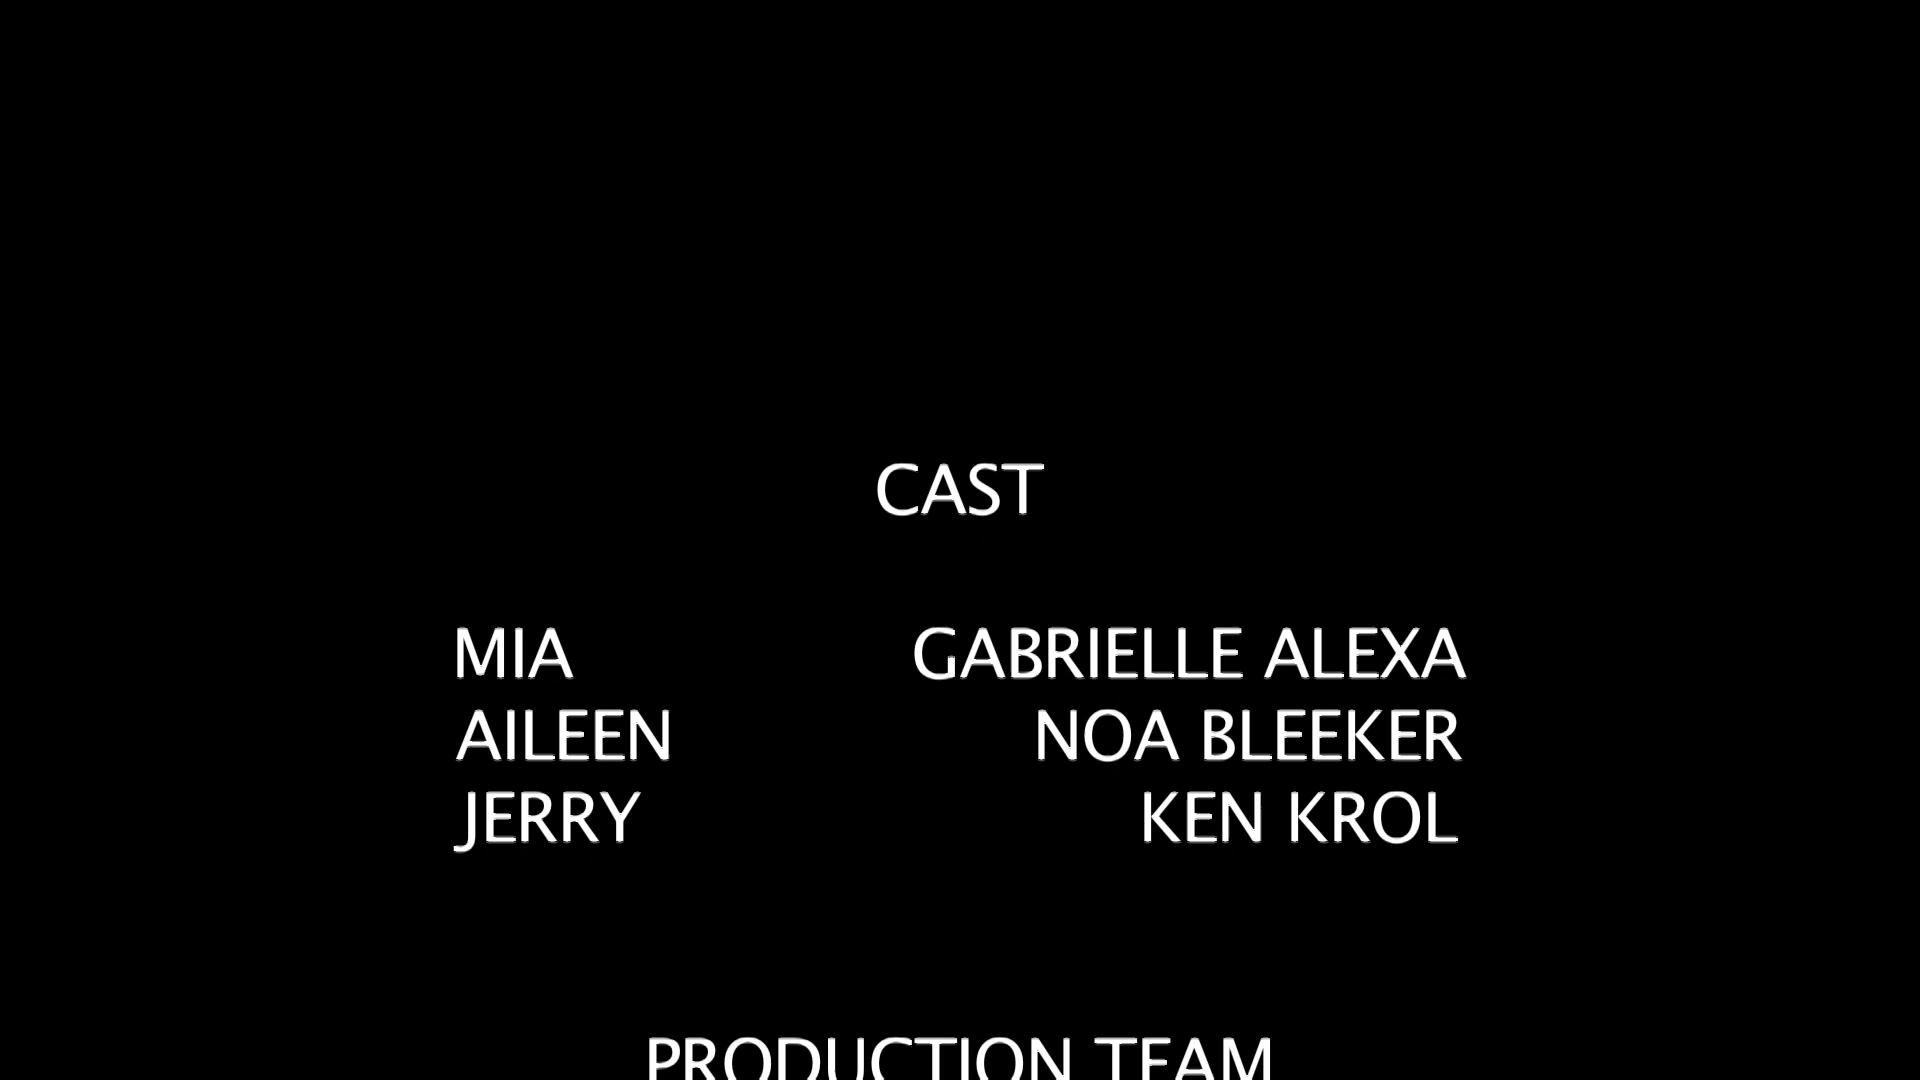 CAST
MIA GABRIELLE ALEXA
AILEEN NOA BLEEKER
JERRY KEN KROL
PRODUCTION TEAM